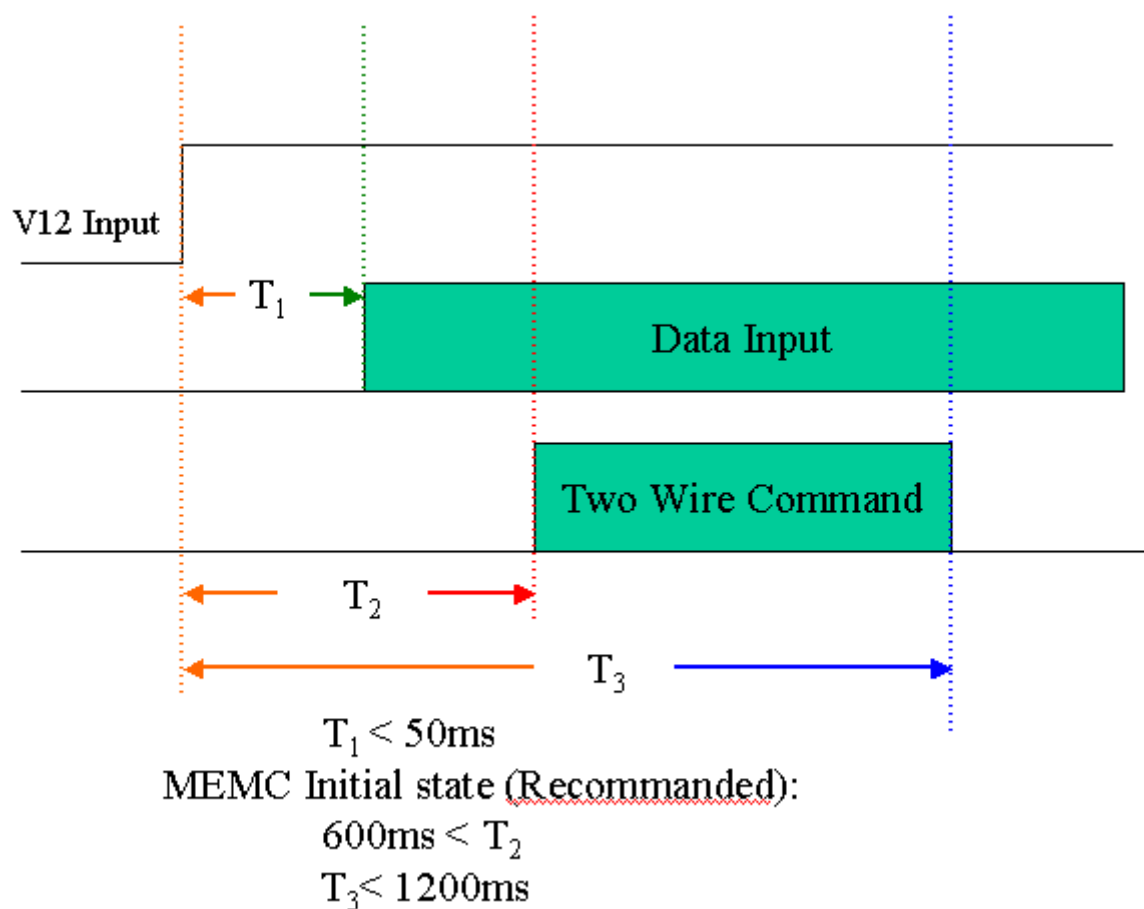 V12 Input
T₁
Data Input
Two Wire Command
T₂
T₃
T₁ < 50ms
MEMC Initial state (Recommanded):
600ms < T₂
T₃< 1200ms